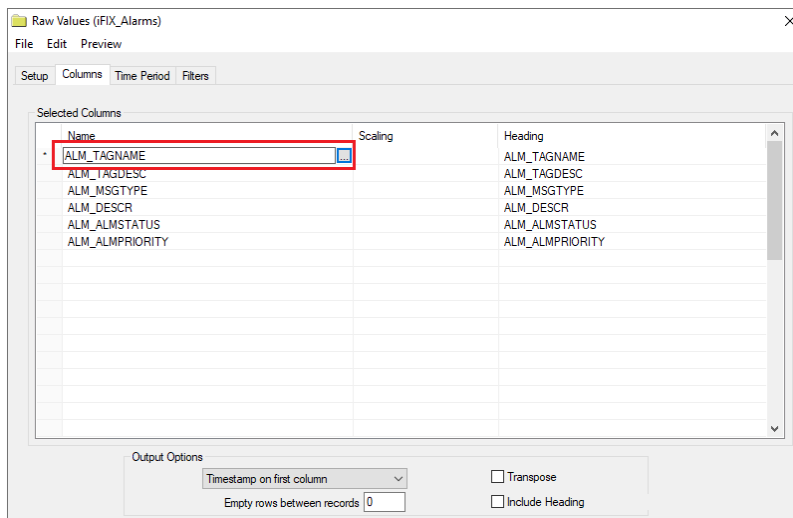 Raw Values (iFIX_Alarms)
File Edit Preview
Setup Columns Time Period Filters
Selected Columns
Name Scaling Heading
* ALM_TAGNAME ... ALM_TAGNAME
ALM_TAGDESC ALM_TAGDESC
ALM_MSGTYPE ALM_MSGTYPE
ALM_DESCR ALM_DESCR
ALM_ALMSTATUS ALM_ALMSTATUS
ALM_ALMPRIORITY ALM_ALMPRIORITY
Output Options
Timestamp on first column Transpose
Empty rows between records 0 Include Heading